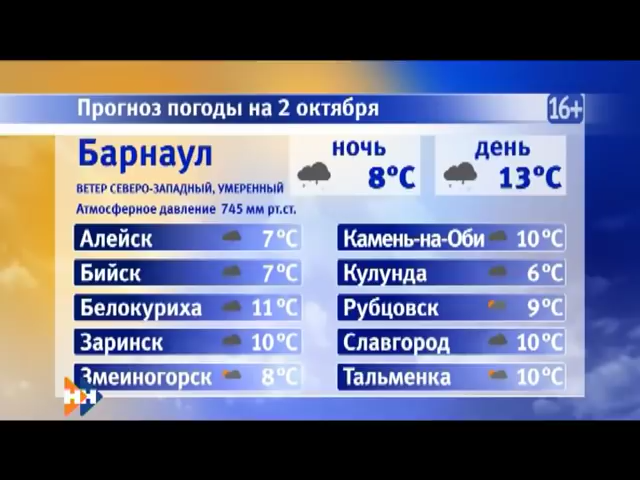 Прогноз погоды на 2 октября 16+
Барнаул ночь 8°C день 13°C
ВЕТЕР СЕВЕРО-ЗАПАДНЫЙ, УМЕРЕННЫЙ
Атмосферное давление 745 мм рт.ст.
Алейск 7°C
Бийск 7°C
Белокуриха 11°C
Заринск 10°C
Змеиногорск 8°C
Камень-на-Оби 10°C
Кулунда 6°C
Рубцовск 9°C
Славгород 10°C
Тальменка 10°C
НН